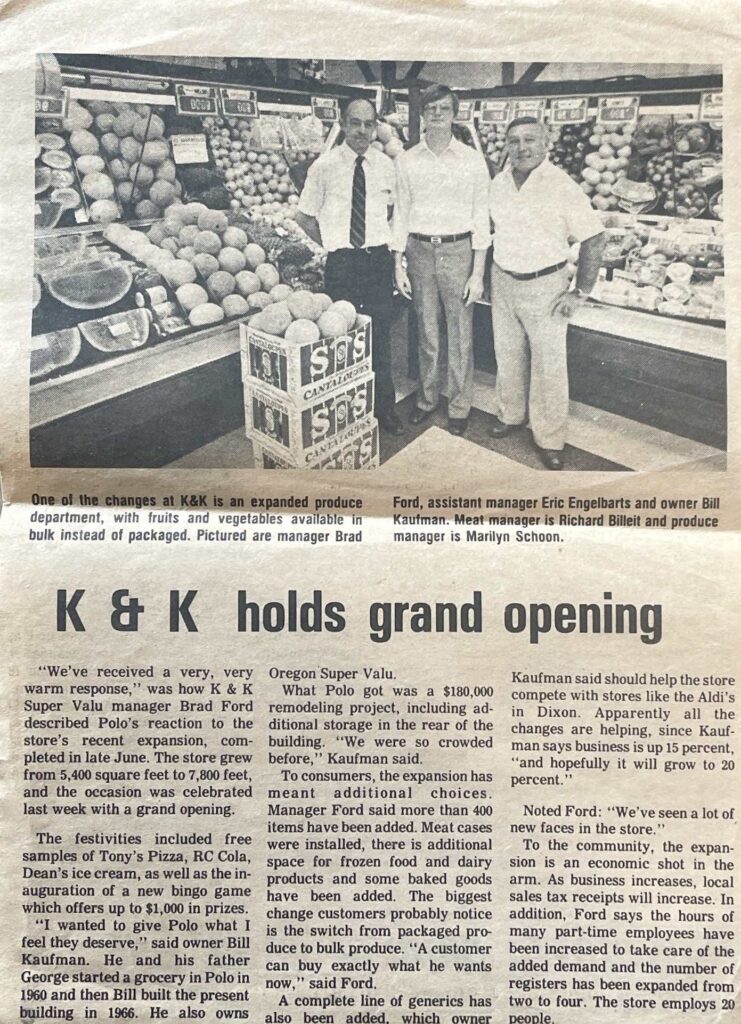 S S
CANTALOUPES
S S
CANTALOUPES
S S
CANTALOUPES
One of the changes at K&K is an expanded produce
department, with fruits and vegetables available in
bulk instead of packaged. Pictured are manager Brad
Ford, assistant manager Eric Engelbarts and owner Bill
Kaufman. Meat manager is Richard Billeit and produce
manager is Marilyn Schoon.
K & K holds grand opening
"We've received a very, very
warm response," was how K & K
Super Valu manager Brad Ford
described Polo's reaction to the
store's recent expansion, com-
pleted in late June. The store grew
from 5,400 square feet to 7,800 feet,
and the occasion was celebrated
last week with a grand opening.
The festivities included free
samples of Tony's Pizza, RC Cola,
Dean's ice cream, as well as the in-
auguration of a new bingo game
which offers up to $1,000 in prizes.
"I wanted to give Polo what I
feel they deserve," said owner Bill
Kaufman. He and his father
George started a grocery in Polo in
1960 and then Bill built the present
building in 1966. He also owns
Oregon Super Valu.
What Polo got was a $180,000
remodeling project, including ad-
ditional storage in the rear of the
building. "We were so crowded
before," Kaufman said.
To consumers, the expansion has
meant additional choices.
Manager Ford said more than 400
items have been added. Meat cases
were installed, there is additional
space for frozen food and dairy
products and some baked goods
have been added. The biggest
change customers probably notice
is the switch from packaged pro-
duce to bulk produce. "A customer
can buy exactly what he wants
now," said Ford.
A complete line of generics has
also been added, which owner
Kaufman said should help the store
compete with stores like the Aldi's
in Dixon. Apparently all the
changes are helping, since Kauf-
man says business is up 15 percent,
"and hopefully it will grow to 20
percent."
Noted Ford: "We've seen a lot of
new faces in the store."
To the community, the expan-
sion is an economic shot in the
arm. As business increases, local
sales tax receipts will increase. In
addition, Ford says the hours of
many part-time employees have
been increased to take care of the
added demand and the number of
registers has been expanded from
two to four. The store employs 20
people.